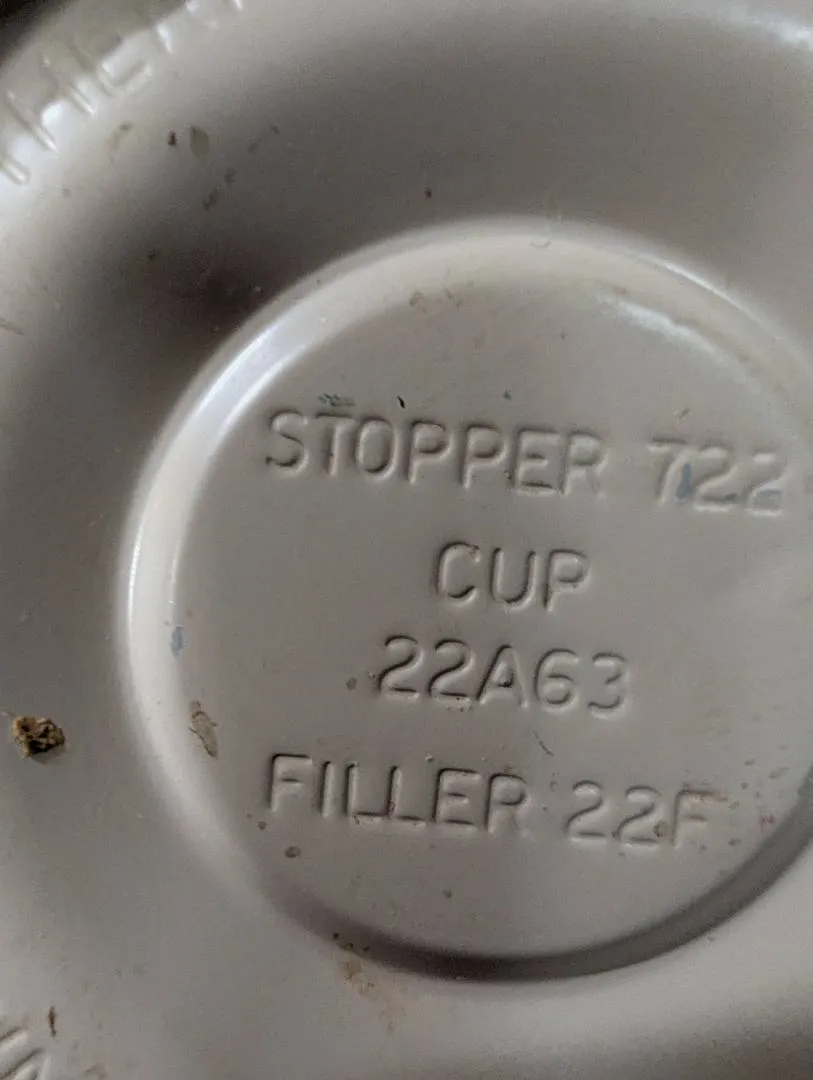 STOPPER 722
CUP
22A63
FILLER 22F